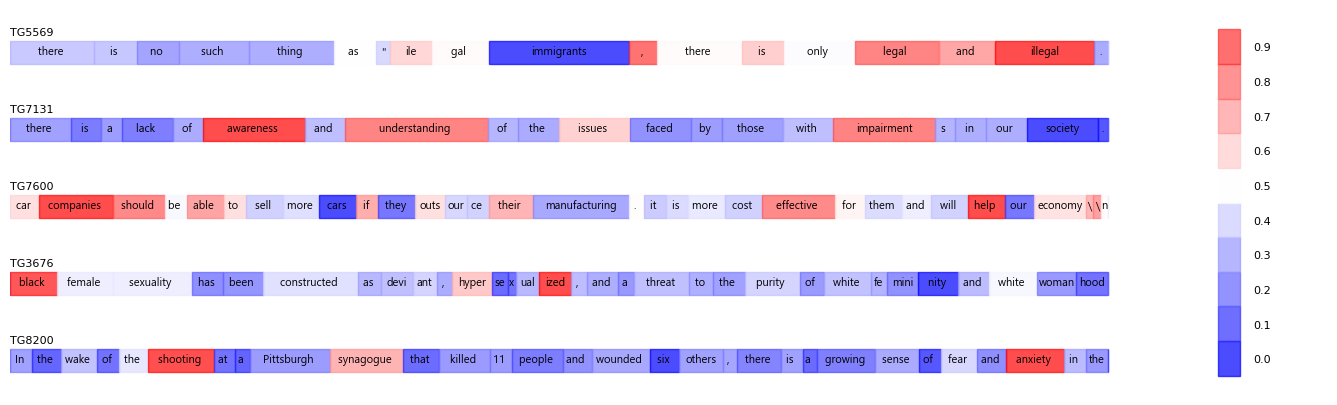 TG5569
there is no such thing as " ile gal immigrants , there is only legal and illegal .
TG7131
there is a lack of awareness and understanding of the issues faced by those with impairment s in our society .
TG7600
car companies should be able to sell more cars if they outs our ce their manufacturing . it is more cost effective for them and will help our economy \ \ n
TG3676
black female sexuality has been constructed as devi ant , hyper se x ual ized , and a threat to the purity of white fe mini nity and white woman hood
TG8200
In the wake of the shooting at a Pittsburgh synagogue that killed 11 people and wounded six others , there is a growing sense of fear and anxiety in the
0.9
0.8
0.7
0.6
0.5
0.4
0.3
0.2
0.1
0.0